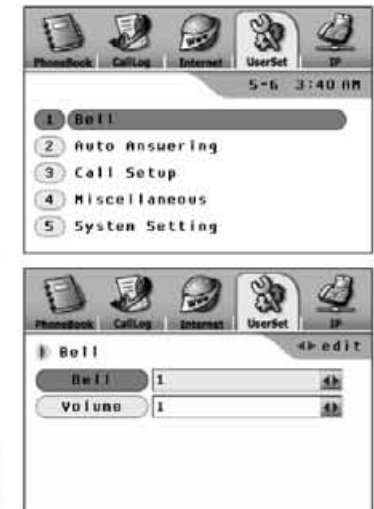 PhoneBook CallLog Internet UserSet IP
5-6 3:40 AM
1 Bell
2 Auto Answering
3 Call Setup
4 Miscellaneous
5 System Setting
PhoneBook CallLog Internet UserSet IP
Bell edit
Bell 1
Volume 1